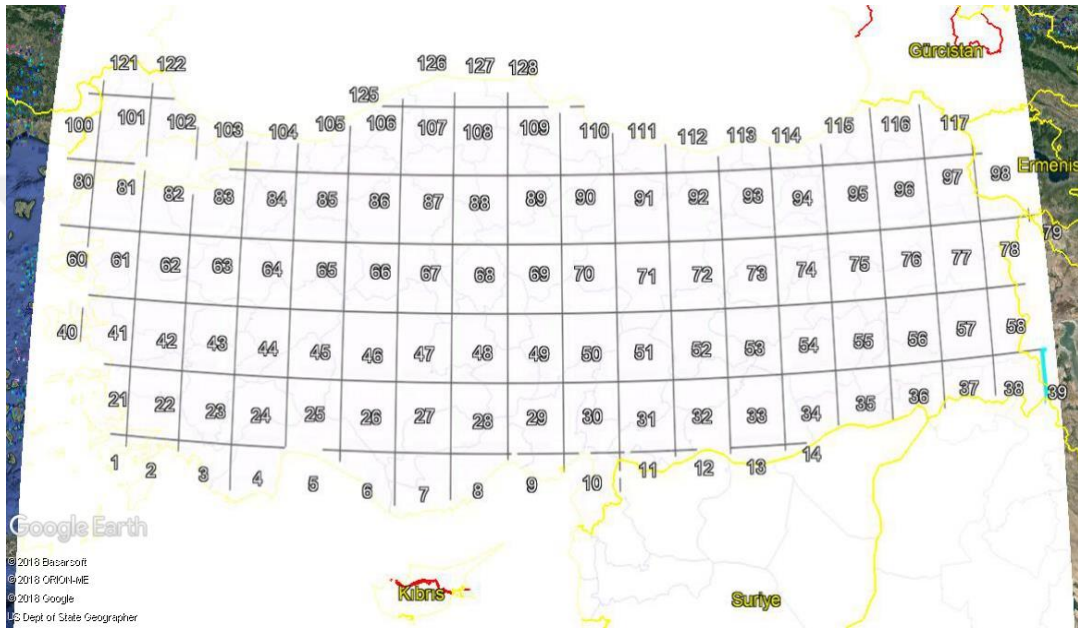 121 122 126 127 128
Gürcistan
125
100 101 102 103 104 105 106 107 108 109 110 111 112 113 114 115 116 117
80 81 82 83 84 85 86 87 88 89 90 91 92 93 94 95 96 97 98 Ermenis
60 61 62 63 64 65 66 67 68 69 70 71 72 73 74 75 76 77 78 79
40 41 42 43 44 45 46 47 48 49 50 51 52 53 54 55 56 57 58
21 22 23 24 25 26 27 28 29 30 31 32 33 34 35 36 37 38 39
1 2 3 4 5 6 7 8 9 10 11 12 13 14
Google Earth
©2018 Basarsoft
©2018 ORION-ME
©2018 Google
US Dept of State Geographer
Kıbrıs
Suriye